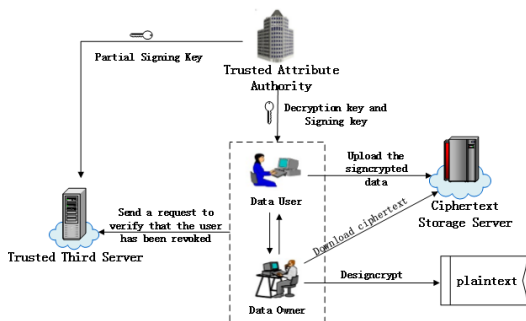 Partial Signing Key
Trusted Attribute
Authority
Decryption key and
Signing key
Upload the
signcrypted
data
Data User
Ciphertext
Storage Server
Send a request to
verify that the user
has been revoked
Trusted Third Server
Download ciphertext
Designcrypt
plaintext
Data Owner